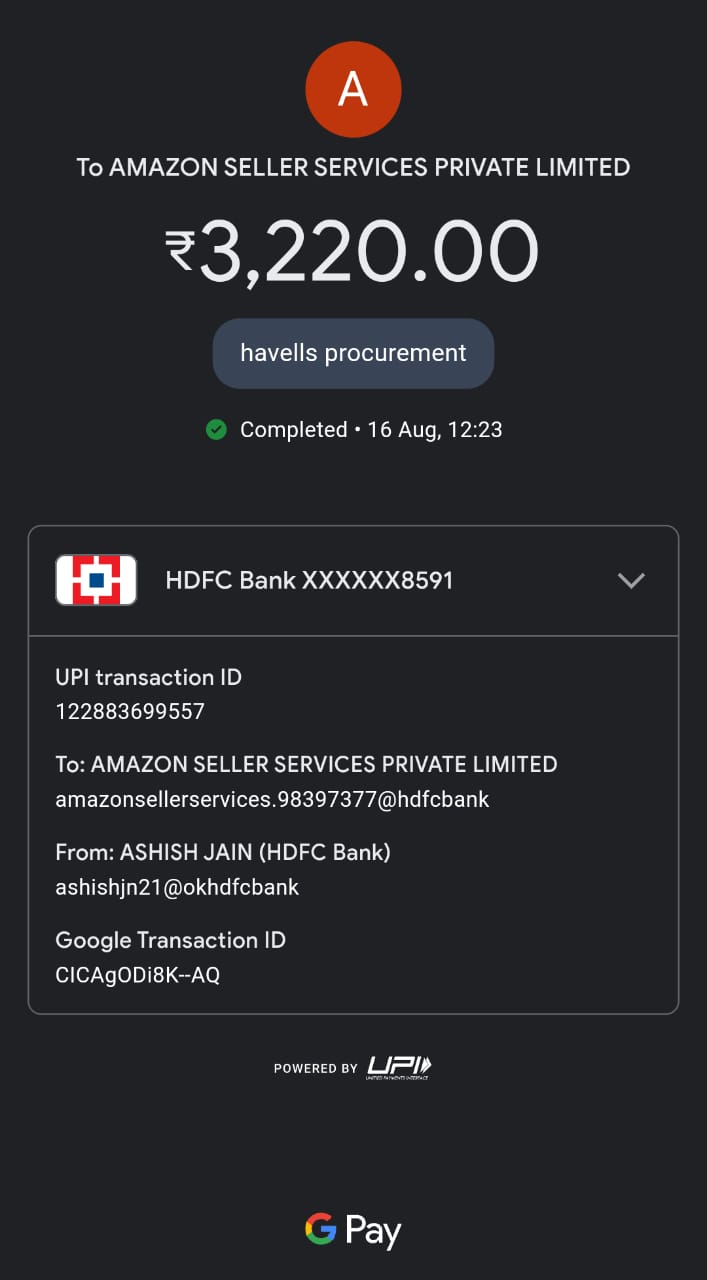 A
To AMAZON SELLER SERVICES PRIVATE LIMITED
₹3,220.00
havells procurement
Completed • 16 Aug, 12:23
HDFC Bank XXXXXX8591
UPI transaction ID
122883699557
To: AMAZON SELLER SERVICES PRIVATE LIMITED
amazonsellerservices.98397377@hdfcbank
From: ASHISH JAIN (HDFC Bank)
ashishjn21@okhdfcbank
Google Transaction ID
CICAgODi8K--AQ
POWERED BY UPI
UNIFIED PAYMENTS INTERFACE
G Pay